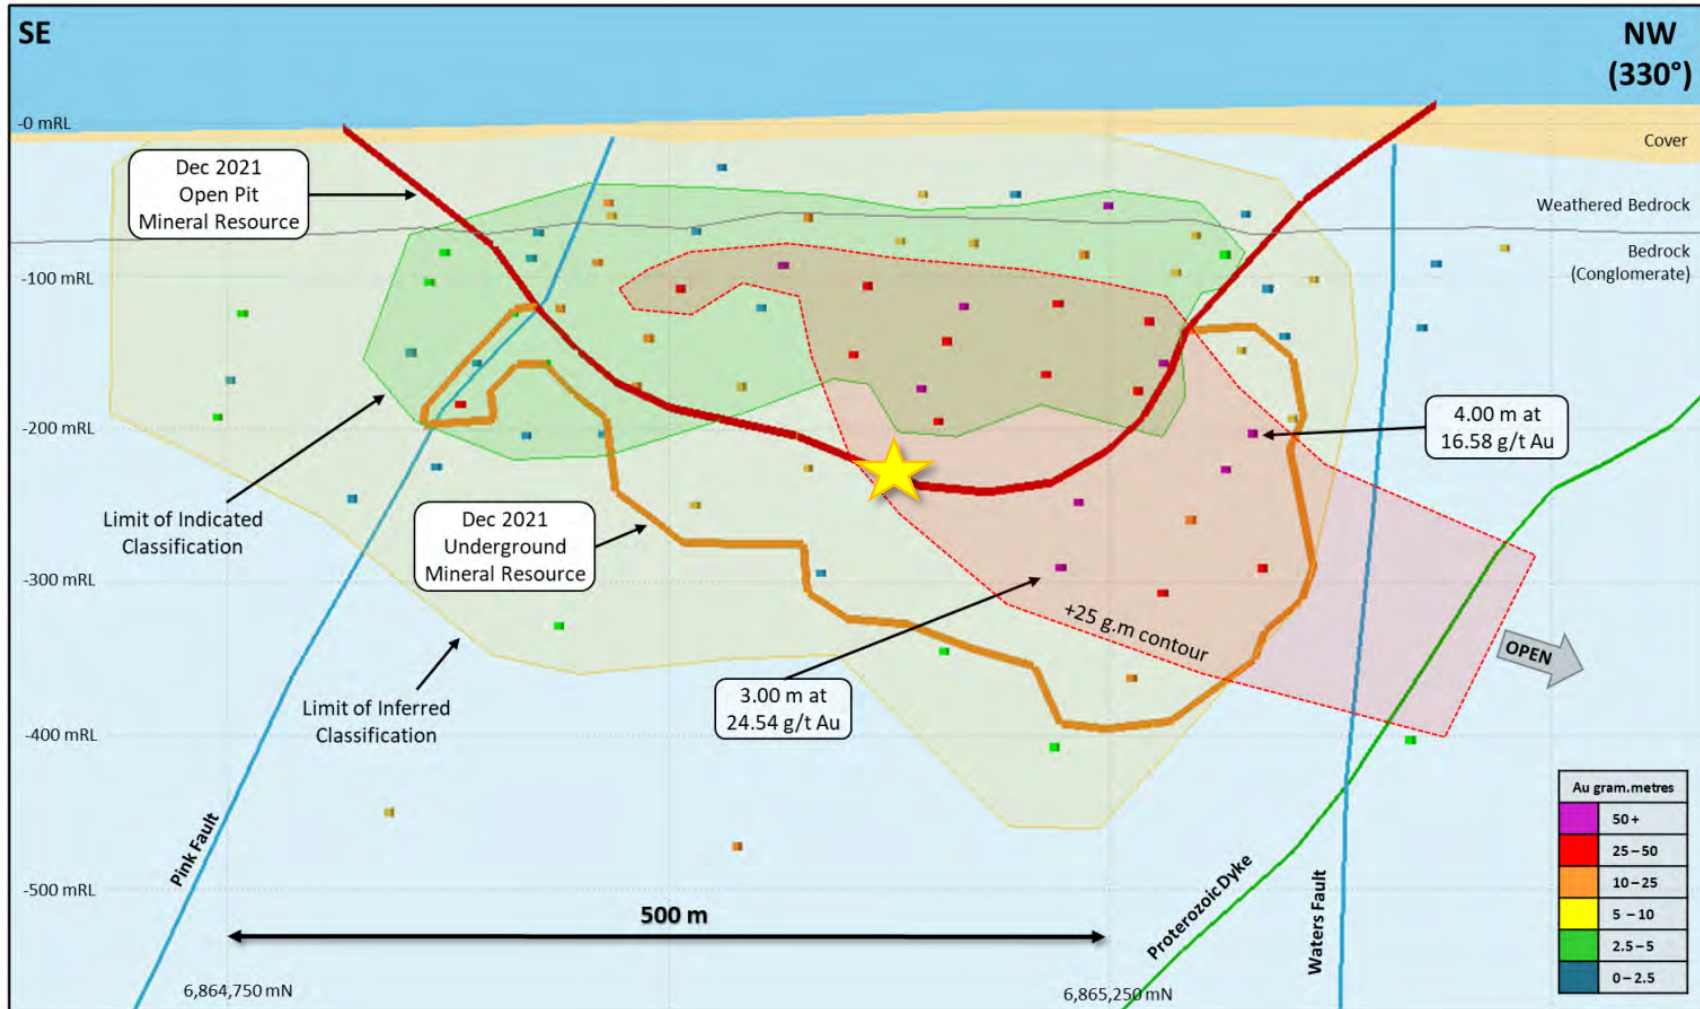 SE
NW
(330°)
-0 mRL
Cover
Dec 2021
Open Pit
Mineral Resource
Weathered Bedrock
Bedrock
(Conglomerate)
-100 mRL
-200 mRL
4.00 m at
16.58 g/t Au
Limit of Indicated
Classification
Dec 2021
Underground
Mineral Resource
-300 mRL
+25 g.m contour
OPEN
3.00 m at
24.54 g/t Au
Limit of Inferred
Classification
-400 mRL
Pink Fault
Proterozoic Dyke
Waters Fault
-500 mRL
500 m
6,864,750 mN
6,865,250 mN
Au gram.metres
50 +
25 – 50
10 – 25
5 – 10
2.5 – 5
0 – 2.5